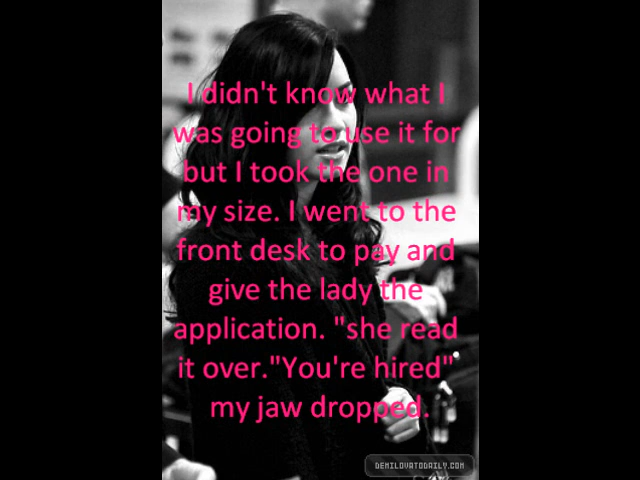 I didn't know what I
was going to use it for
but I took the one in
my size. I went to the
front desk to pay and
give the lady the
application. "she read
it over."You're hired"
my jaw dropped.
DEMILOVATODAILY.COM